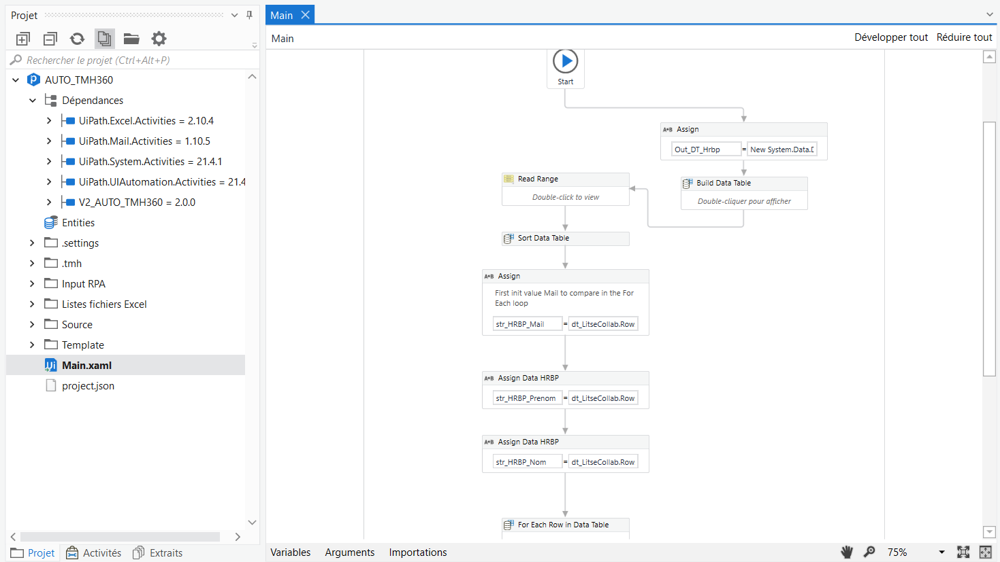 Projet
Rechercher le projet (Ctrl+Alt+P)
AUTO_TMH360
Dépendances
UiPath.Excel.Activities = 2.10.4
UiPath.Mail.Activities = 1.10.5
UiPath.System.Activities = 21.4.1
UiPath.UIAutomation.Activities = 21.4
V2_AUTO_TMH360 = 2.0.0
Entities
.settings
.tmh
Input RPA
Listes fichiers Excel
Source
Template
Main.xaml
project.json
Projet
Activités
Extraits
Main
Main
Développer tout
Réduire tout
Start
A+B Assign
Out_DT_Hrbp = New System.Data.D
Build Data Table
Double-cliquer pour afficher
Read Range
Double-click to view
Sort Data Table
A+B Assign
First init value Mail to compare in the For
Each loop
str_HRBP_Mail = dt_LitseCollab.Row
A+B Assign Data HRBP
str_HRBP_Prenom = dt_LitseCollab.Row
A+B Assign Data HRBP
str_HRBP_Nom = dt_LitseCollab.Row
For Each Row in Data Table
Variables
Arguments
Importations
75%